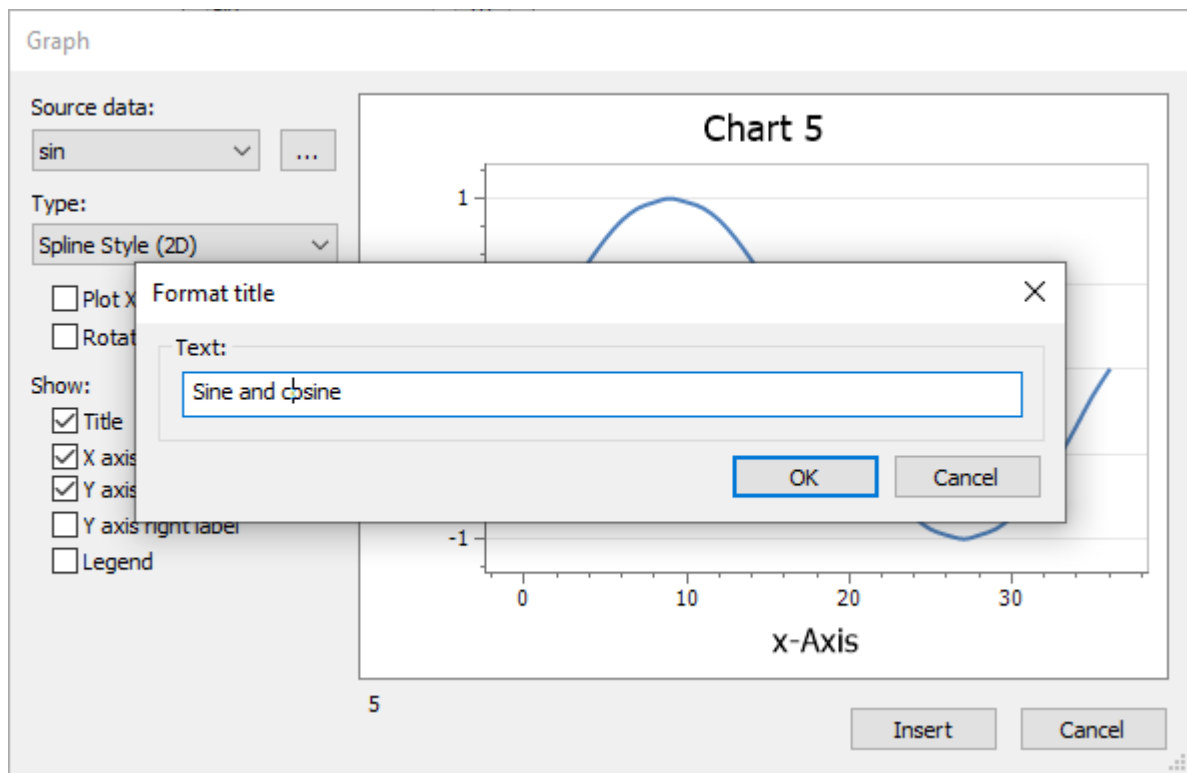 Graph
Source data:
sin
...
Type:
Spline Style (2D)
Plot X
Rotat
Show:
Title
X axis
Y axis
Y axis right label
Legend
Chart 5
1
-1
0 10 20 30
x-Axis
5
Format title
Text:
Sine and cosine
OK Cancel
Insert Cancel